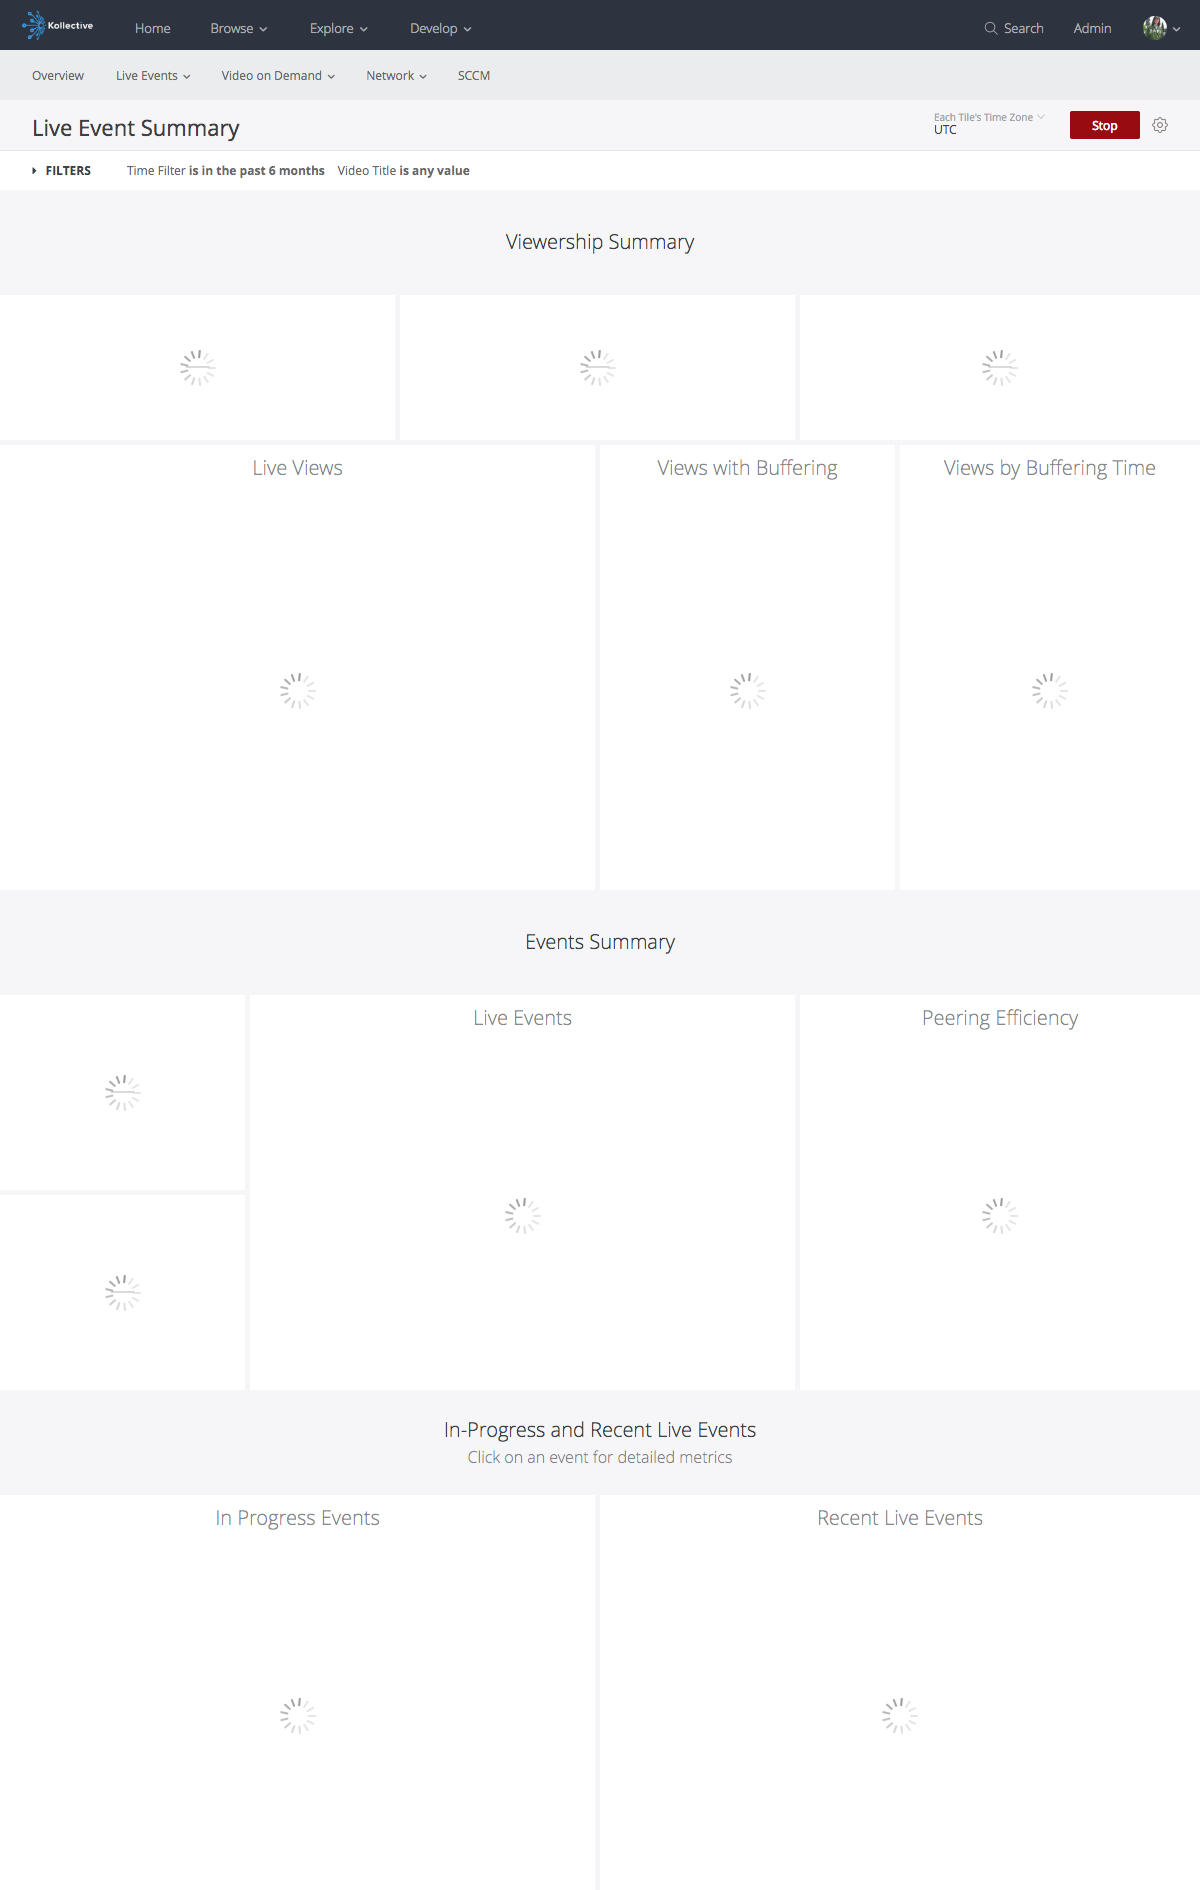 Kollective
Home Browse Explore Develop Search Admin
Overview Live Events Video on Demand Network SCCM
Live Event Summary
Each Tile's Time Zone
UTC
Stop
FILTERS Time Filter is in the past 6 months Video Title is any value
Viewership Summary
Live Views Views with Buffering Views by Buffering Time
Events Summary
Live Events Peering Efficiency
In-Progress and Recent Live Events
Click on an event for detailed metrics
In Progress Events Recent Live Events